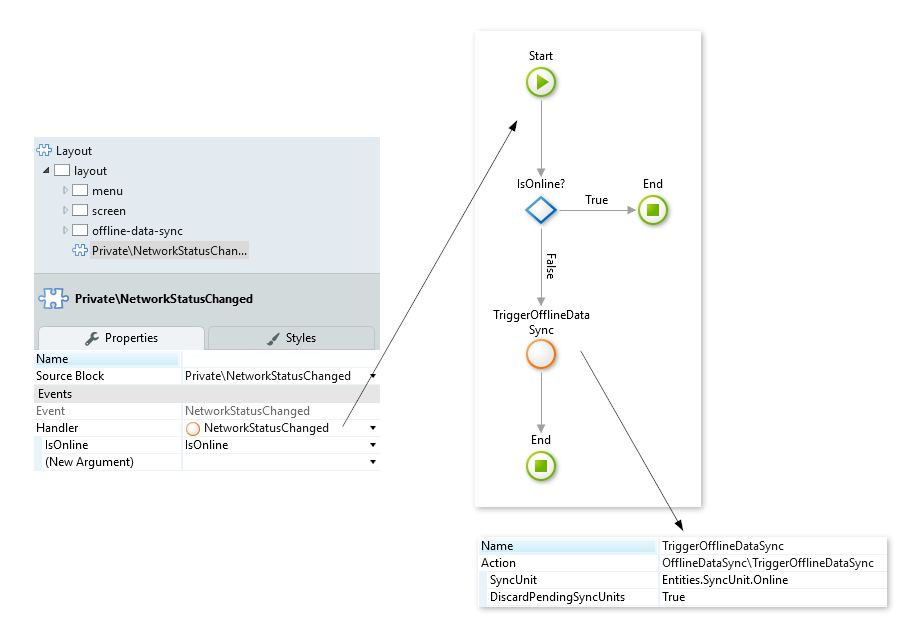 Layout
layout
menu
screen
offline-data-sync
Private\NetworkStatusChan...
Private\NetworkStatusChanged
Properties
Styles
Name
Source Block Private\NetworkStatusChanged
Events
Event NetworkStatusChanged
Handler NetworkStatusChanged
IsOnline IsOnline
(New Argument)
Start
IsOnline?
True
End
False
TriggerOfflineData
Sync
End
Name TriggerOfflineDataSync
Action OfflineDataSync\TriggerOfflineDataSync
SyncUnit Entities.SyncUnit.Online
DiscardPendingSyncUnits True